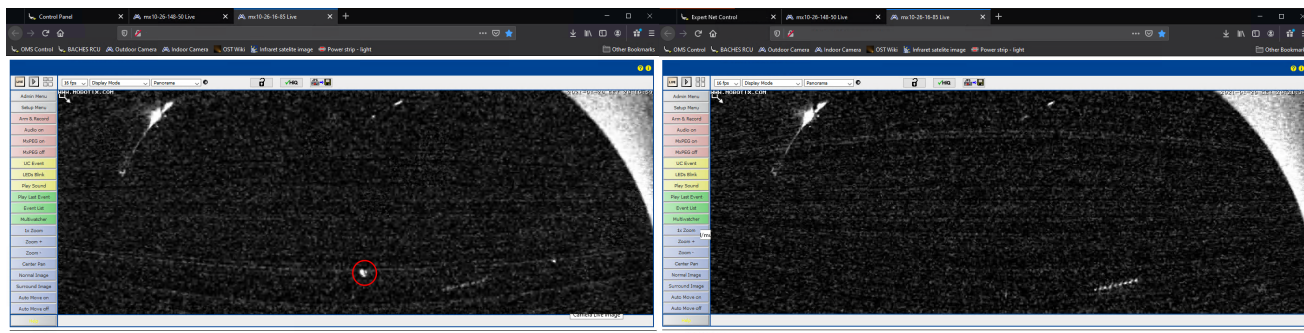 Control Panel
mx10-26-148-50 Live
mx10-26-16-85 Live
OMS Control
BACHES RCU
Outdoor Camera
Indoor Camera
OST Wiki
Infraret satelite image
Power strip - light
Other Bookmarks
16 fps
Display Mode
Panorama
HQ
WWW.MOBOTIX.COM
Admin Menu
Setup Menu
Arm & Record
Audio on
MxPEG on
MxPEG off
UC Event
LEDs Blink
Play Sound
Play Last Event
Event List
Multiwatcher
1x Zoom
Zoom +
Zoom -
Center Pan
Normal Image
Surround Image
Auto Move on
Auto Move off
Camera Live Image
Expert Net Control
mx10-26-148-50 Live
mx10-26-16-85 Live
OMS Control
BACHES RCU
Outdoor Camera
Indoor Camera
OST Wiki
Infraret satelite image
Power strip - light
Other Bookmarks
16 fps
Display Mode
Panorama
HQ
WWW.MOBOTIX.COM
Admin Menu
Setup Menu
Arm & Record
Audio on
MxPEG on
MxPEG off
UC Event
LEDs Blink
Play Sound
Play Last Event
Event List
Multiwatcher
1x Zoom
Zoom +
Zoom -
Center Pan
Normal Image
Surround Image
Auto Move on
Auto Move off